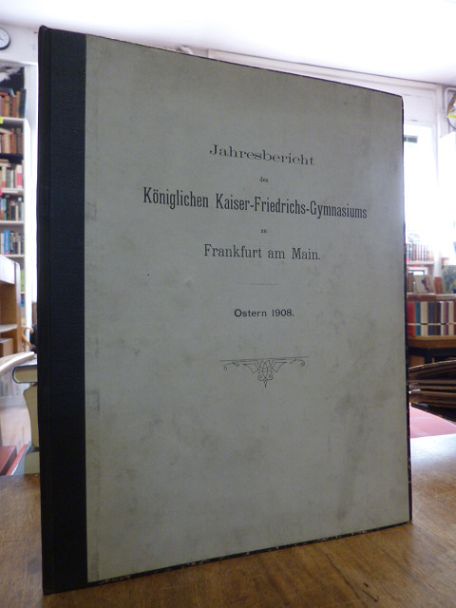 Jahresbericht
des
Königlichen Kaiser-Friedrichs-Gymnasiums
zu
Frankfurt am Main.
Ostern 1908.